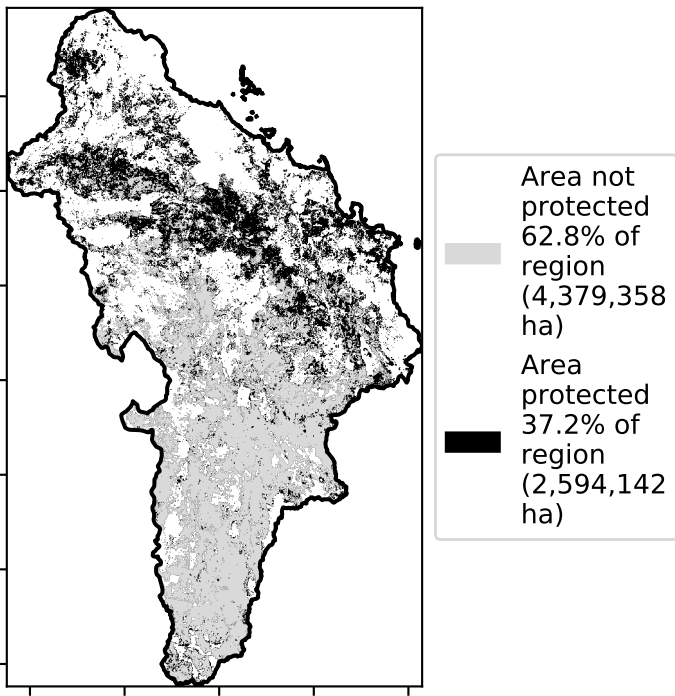 Area not
protected
62.8% of
region
(4,379,358
ha)
Area
protected
37.2% of
region
(2,594,142
ha)